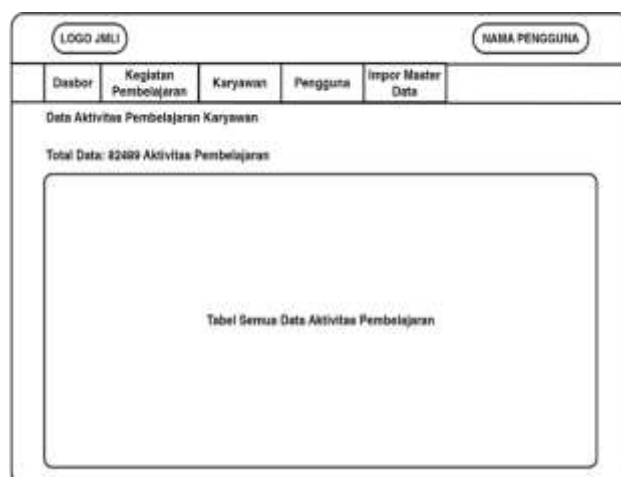 LOGO JMLI
NAMA PENGGUNA
Dasbor
Kegiatan
Pembelajaran
Karyawan
Pengguna
Impor Master
Data
Data Aktivitas Pembelajaran Karyawan
Total Data: 82489 Aktivitas Pembelajaran
Tabel Semua Data Aktivitas Pembelajaran